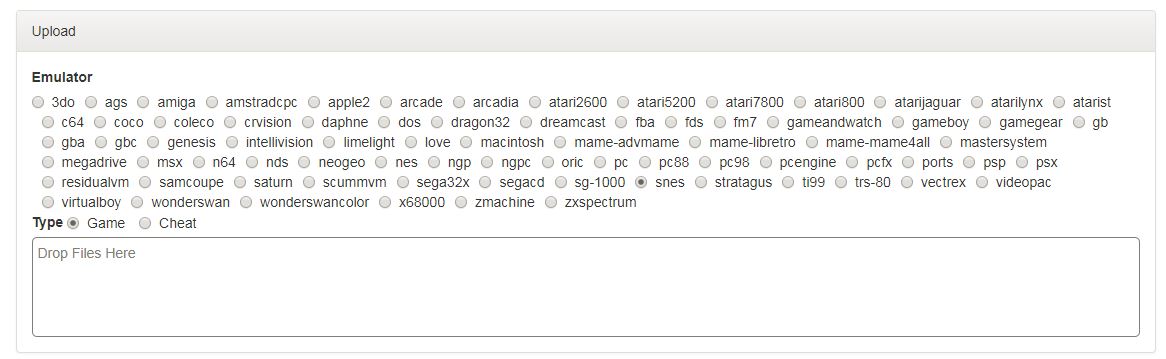 Upload
Emulator
3do ags amiga amstradcpc apple2 arcade arcadia atari2600 atari5200 atari7800 atari800 atarijaguar atarilynx atarist
c64 coco coleco crvision daphne dos dragon32 dreamcast fba fds fm7 gameandwatch gameboy gamegear gb
gba gbc genesis intellivision limelight love macintosh mame-advmame mame-libretro mame-mame4all mastersystem
megadrive msx n64 nds neogeo nes ngp ngpc oric pc pc88 pc98 pcengine pcfx ports psp psx
residualvm samcoupe saturn scummvm sega32x segacd sg-1000 snes stratagus ti99 trs-80 vectrex videopac
virtualboy wonderswan wonderswancolor x68000 zmachine zxspectrum
Type Game Cheat
Drop Files Here